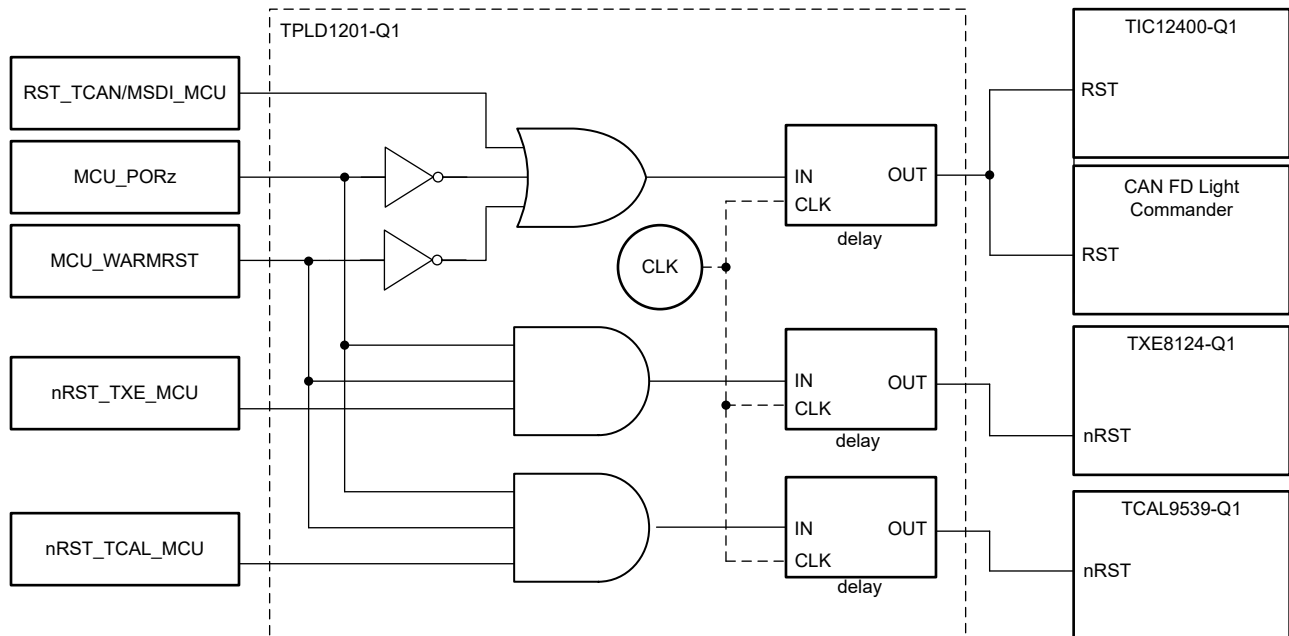 TPLD1201-Q1
RST_TCAN/MSDI_MCU
MCU_PORz
MCU_WARMRST
nRST_TXE_MCU
nRST_TCAL_MCU
CLK
IN
CLK
OUT
delay
IN
CLK
OUT
delay
IN
CLK
OUT
delay
TIC12400-Q1
RST
CAN FD Light
Commander
RST
TXE8124-Q1
nRST
TCAL9539-Q1
nRST